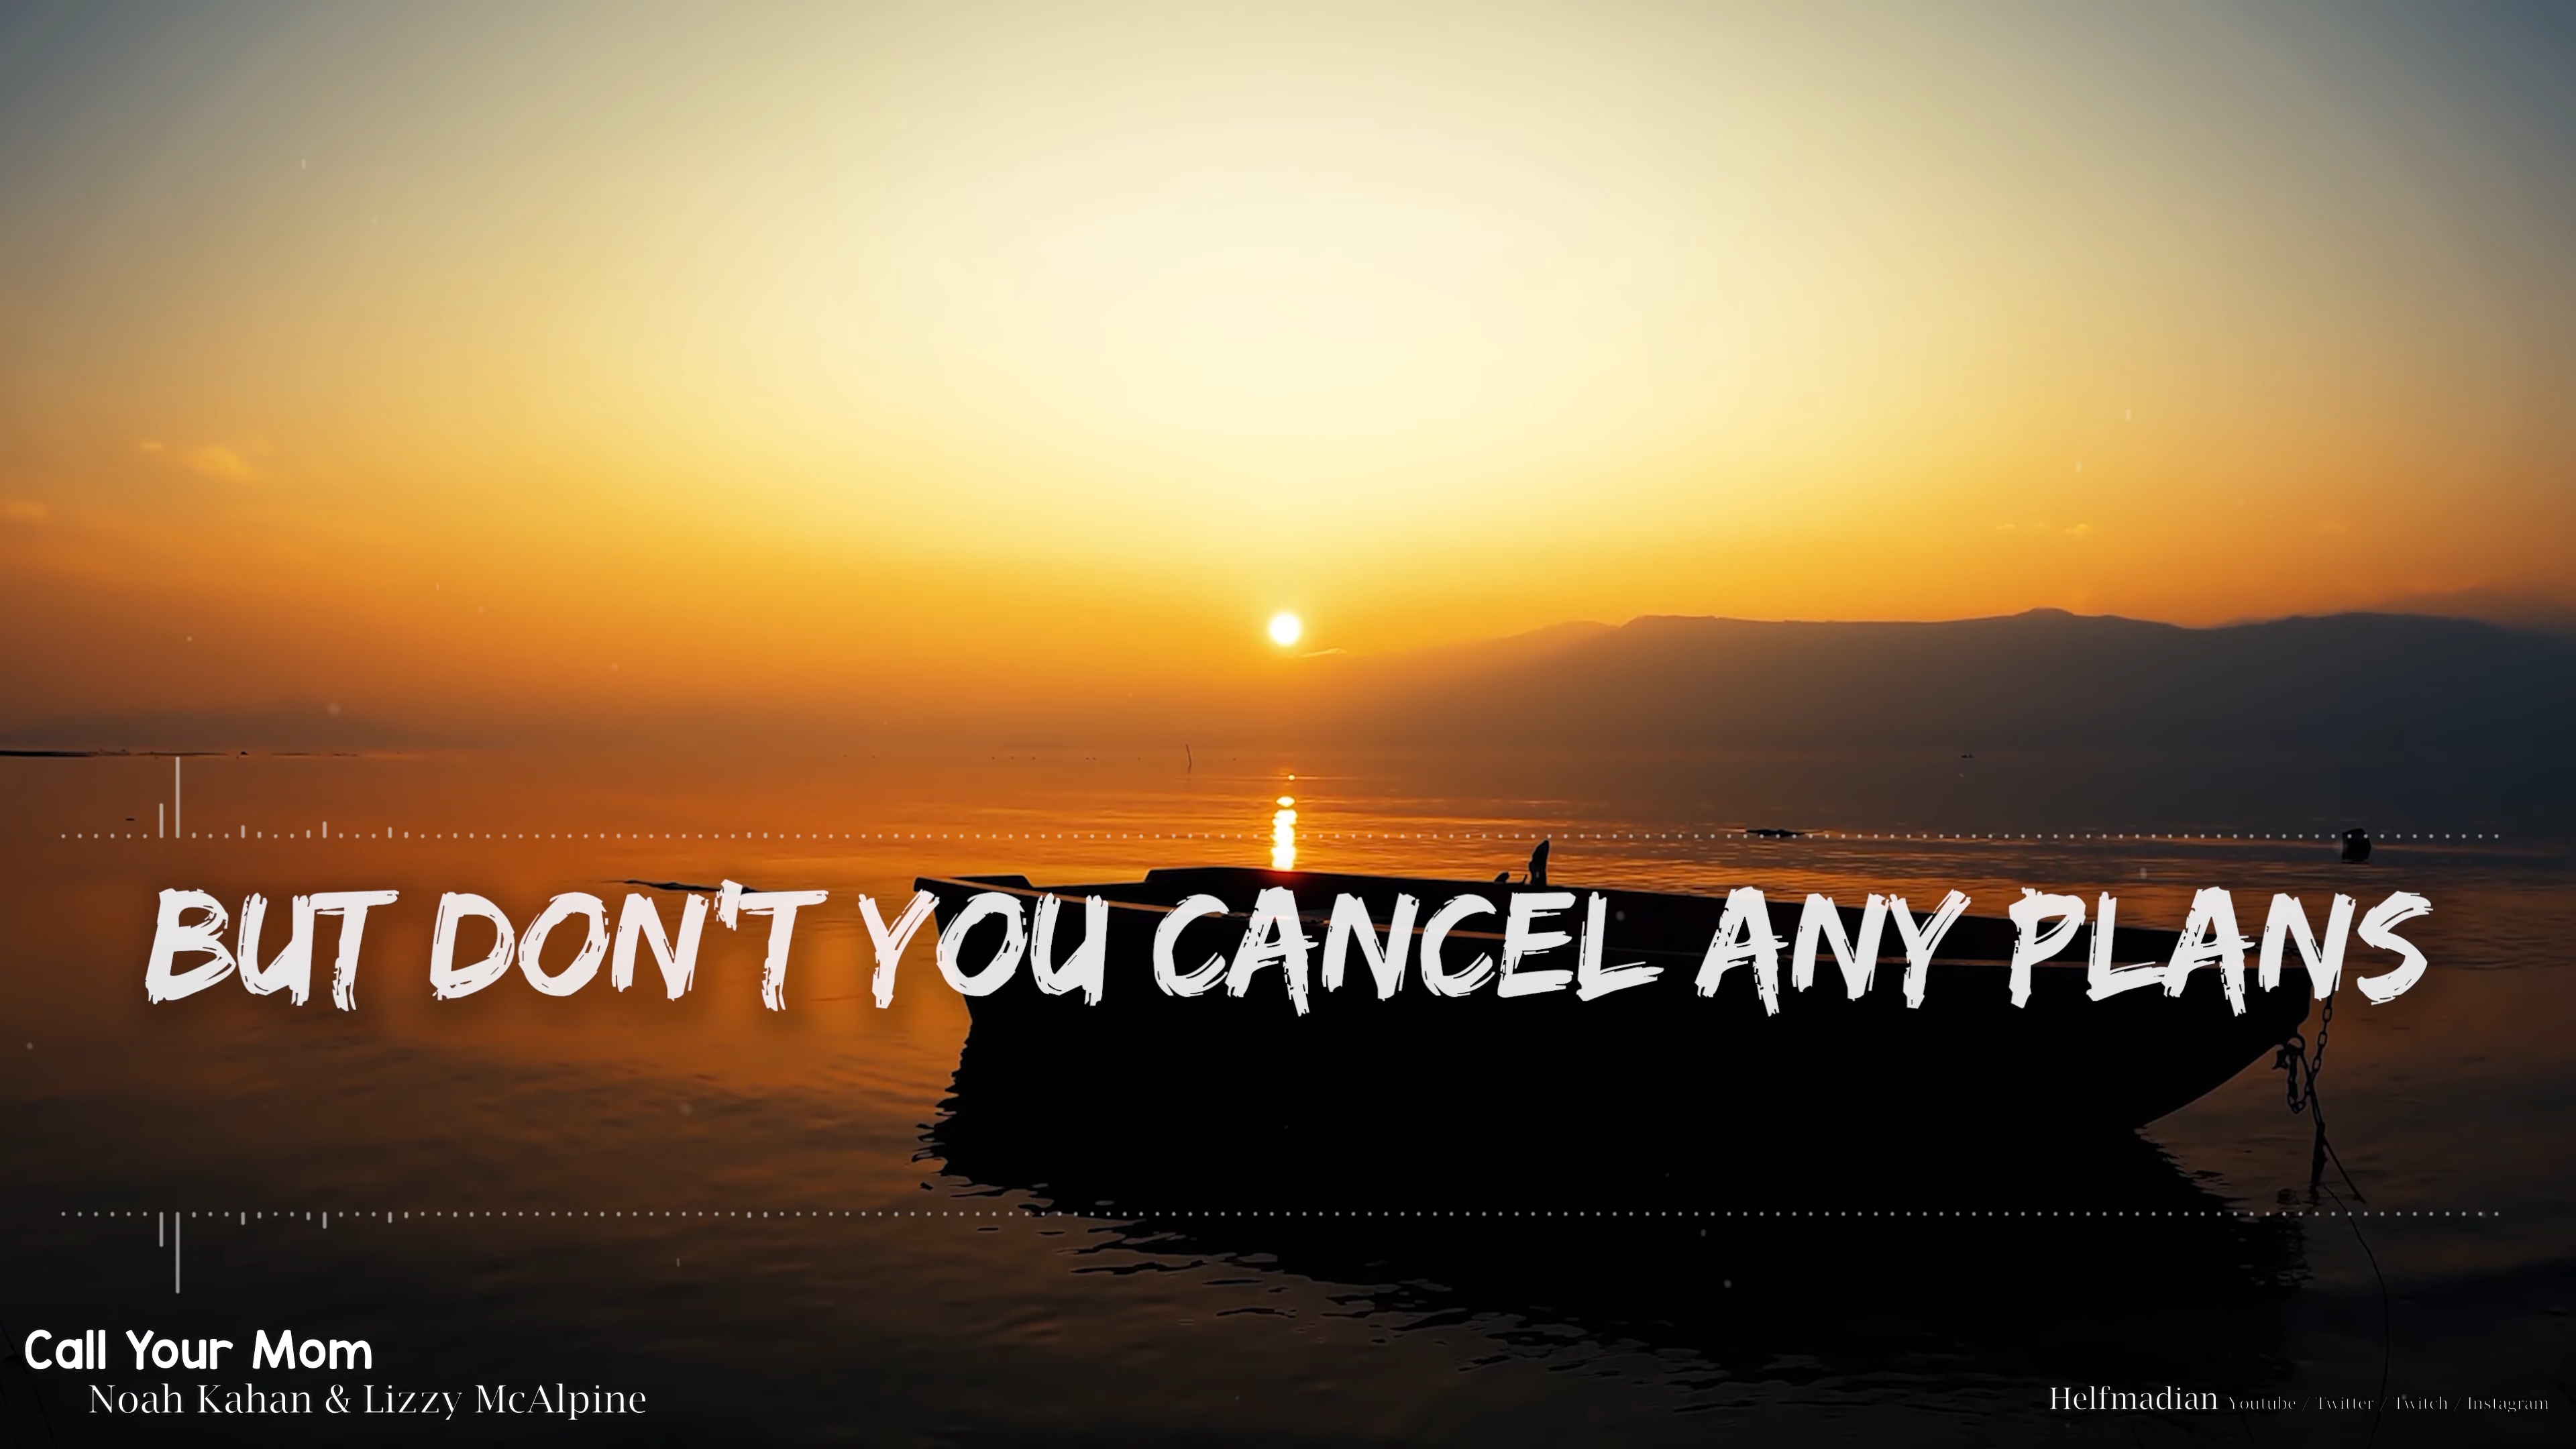 BUT DON'T YOU CANCEL ANY PLANS
Call Your Mom
Noah Kahan & Lizzy McAlpine
Helfmadian Youtube / Twitter / Twitch / Instagram